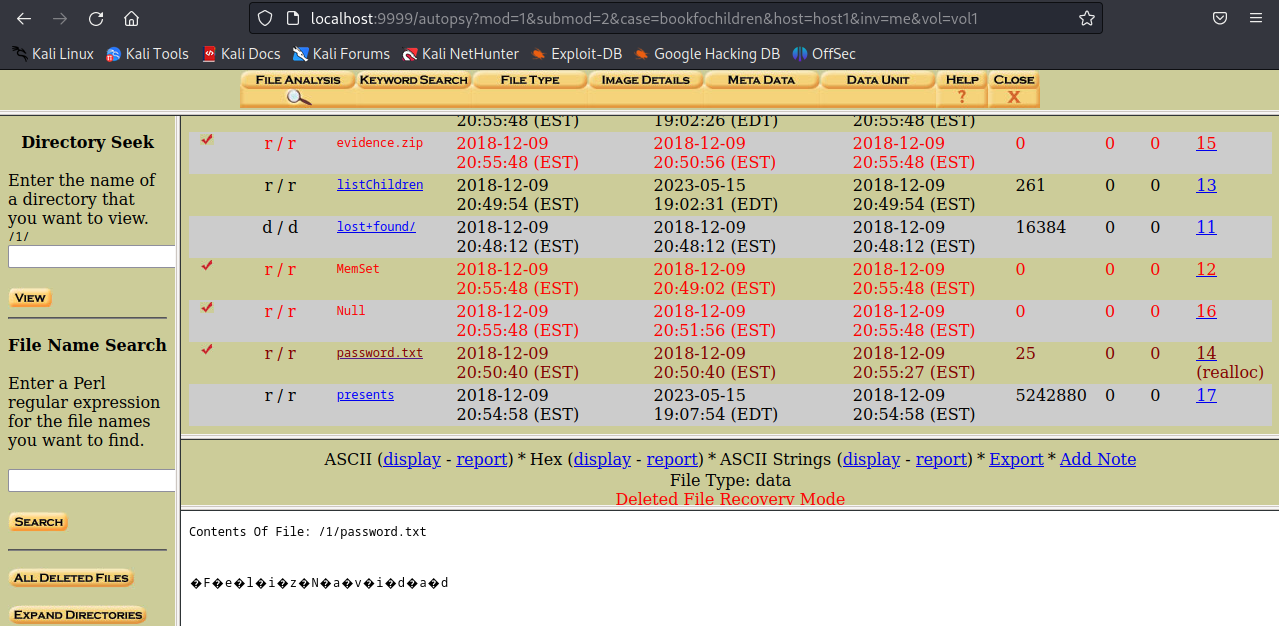 localhost:9999/autopsy?mod=1&submod=2&case=bookfochildren&host=host1&inv=me&vol=vol1
Kali Linux Kali Tools Kali Docs Kali Forums Kali NetHunter Exploit-DB Google Hacking DB OffSec
FILE ANALYSIS KEYWORD SEARCH FILE TYPE IMAGE DETAILS META DATA DATA UNIT HELP CLOSE
? X
Directory Seek
Enter the name of
a directory that
you want to view.
/1/
VIEW
File Name Search
Enter a Perl
regular expression
for the file names
you want to find.
SEARCH
ALL DELETED FILES
EXPAND DIRECTORIES
20:55:48 (EST) 19:02:26 (EDT) 20:55:48 (EST)
r / r evidence.zip 2018-12-09 2018-12-09 2018-12-09 0 0 0 15
20:55:48 (EST) 20:50:56 (EST) 20:55:48 (EST)
r / r listChildren 2018-12-09 2023-05-15 2018-12-09 261 0 0 13
20:49:54 (EST) 19:02:31 (EDT) 20:49:54 (EST)
d / d lost+found/ 2018-12-09 2018-12-09 2018-12-09 16384 0 0 11
20:48:12 (EST) 20:48:12 (EST) 20:48:12 (EST)
r / r MemSet 2018-12-09 2018-12-09 2018-12-09 0 0 0 12
20:55:48 (EST) 20:49:02 (EST) 20:55:48 (EST)
r / r Null 2018-12-09 2018-12-09 2018-12-09 0 0 0 16
20:55:48 (EST) 20:51:56 (EST) 20:55:48 (EST)
r / r password.txt 2018-12-09 2018-12-09 2018-12-09 25 0 0 14
20:50:40 (EST) 20:50:40 (EST) 20:55:27 (EST) (realloc)
r / r presents 2018-12-09 2023-05-15 2018-12-09 5242880 0 0 17
20:54:58 (EST) 19:07:54 (EDT) 20:54:58 (EST)
ASCII (display - report) * Hex (display - report) * ASCII Strings (display - report) * Export * Add Note
File Type: data
Deleted File Recovery Mode
Contents Of File: /1/password.txt
�F�e�l�i�z�N�a�v�i�d�a�d